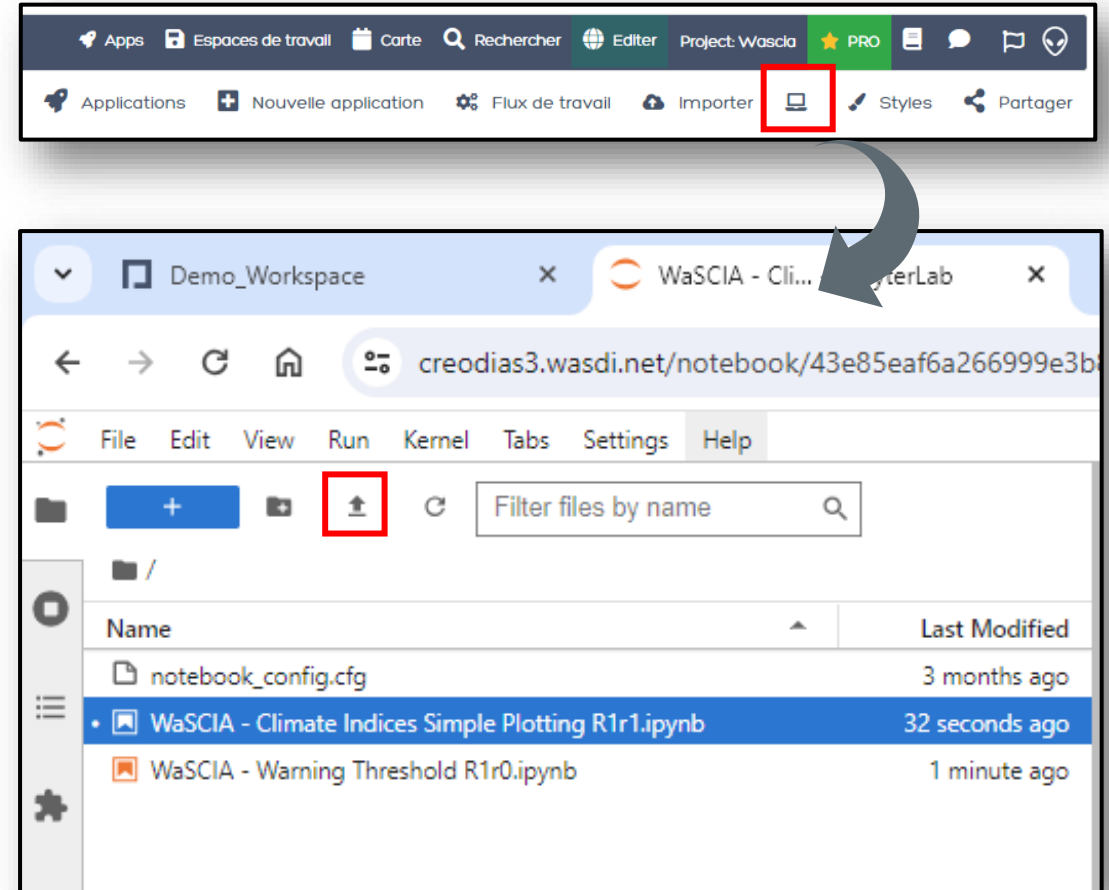 Apps Espaces de travail Carte Rechercher Editer Project: Wascia PRO
Applications Nouvelle application Flux de travail Importer Styles Partager
Demo_Workspace WaSCIA - Cli... yterLab
creodias3.wasdi.net/notebook/43e85eaf6a266999e3b
File Edit View Run Kernel Tabs Settings Help
+ Filter files by name
/
Name Last Modified
notebook_config.cfg 3 months ago
• WaSCIA - Climate Indices Simple Plotting R1r1.ipynb 32 seconds ago
WaSCIA - Warning Threshold R1r0.ipynb 1 minute ago